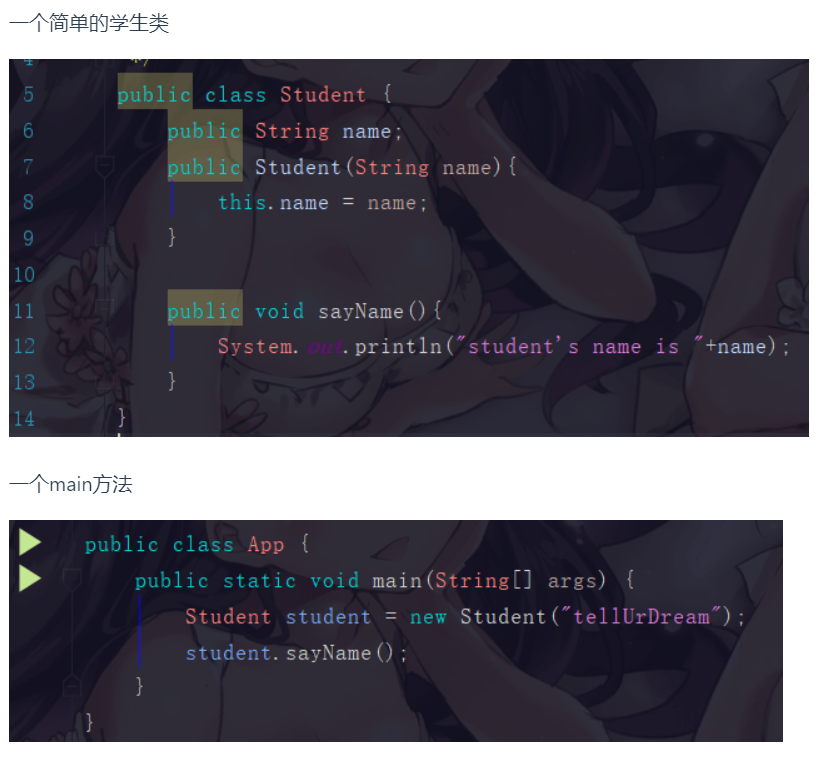 一个简单的学生类
4 */
5 public class Student {
6 public String name;
7 public Student(String name){
8 this.name = name;
9 }
10
11 public void sayName(){
12 System.out.println("student's name is "+name);
13 }
14 }
一个main方法
public class App {
public static void main(String[] args) {
Student student = new Student("tellUrDream");
student.sayName();
}
}